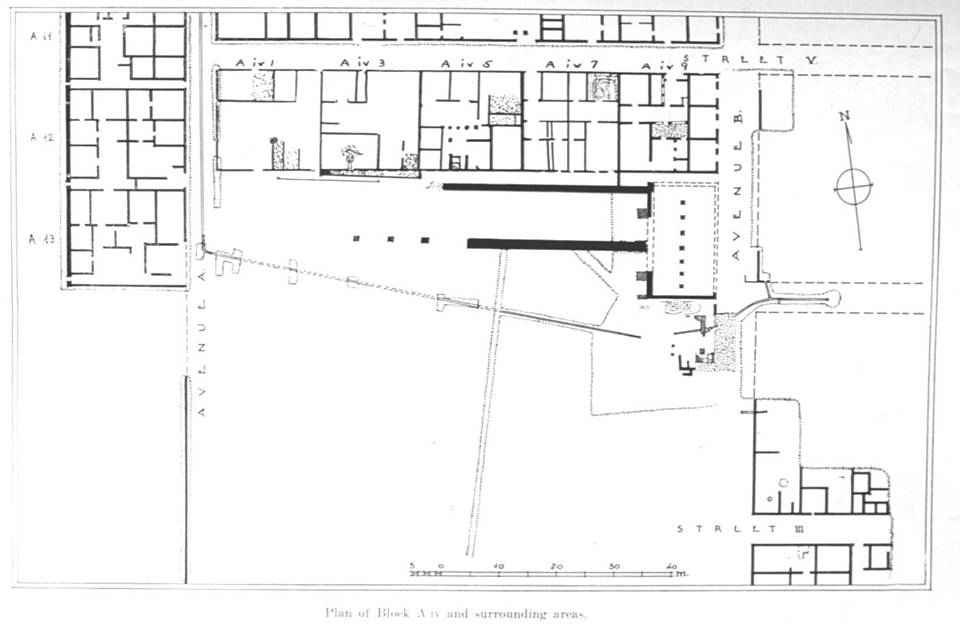 A 11
STREET V.
A iv 1 A iv 3 A iv 5 A iv 7 A iv 9
A 12
AVENUE B.
N
A 13
AVENUE A
STREET III
5 0 10 20 30 40 m.
Plan of Block A iv and surrounding areas.